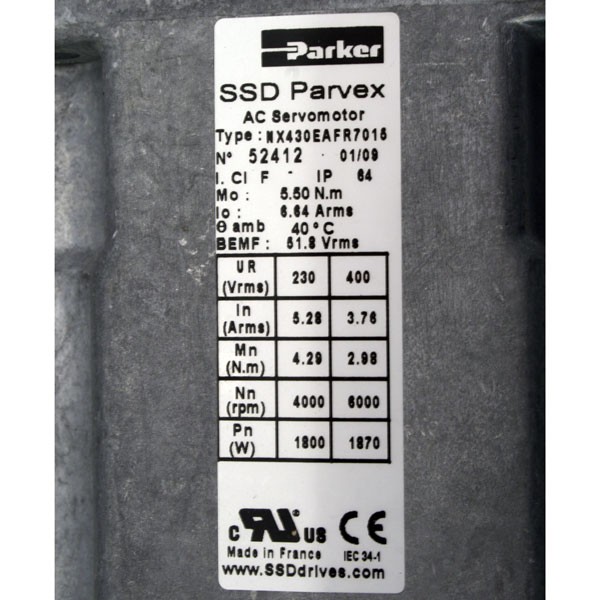 Parker
SSD Parvex
AC Servomotor
Type: NX430EAFR7015
N° 52412 - 01/09
I. Cl F - IP 64
Mo : 5.50 N.m
Io : 6.64 Arms
θ amb 40°C
BEMF : 51.8 Vrms
UR (Vrms) 230 400
In (Arms) 5.28 3.76
Mn (N.m) 4.29 2.98
Nn (rpm) 4000 6000
Pn (W) 1800 1870
c RU US CE
Made in France IEC 34-1
www.SSDdrives.com